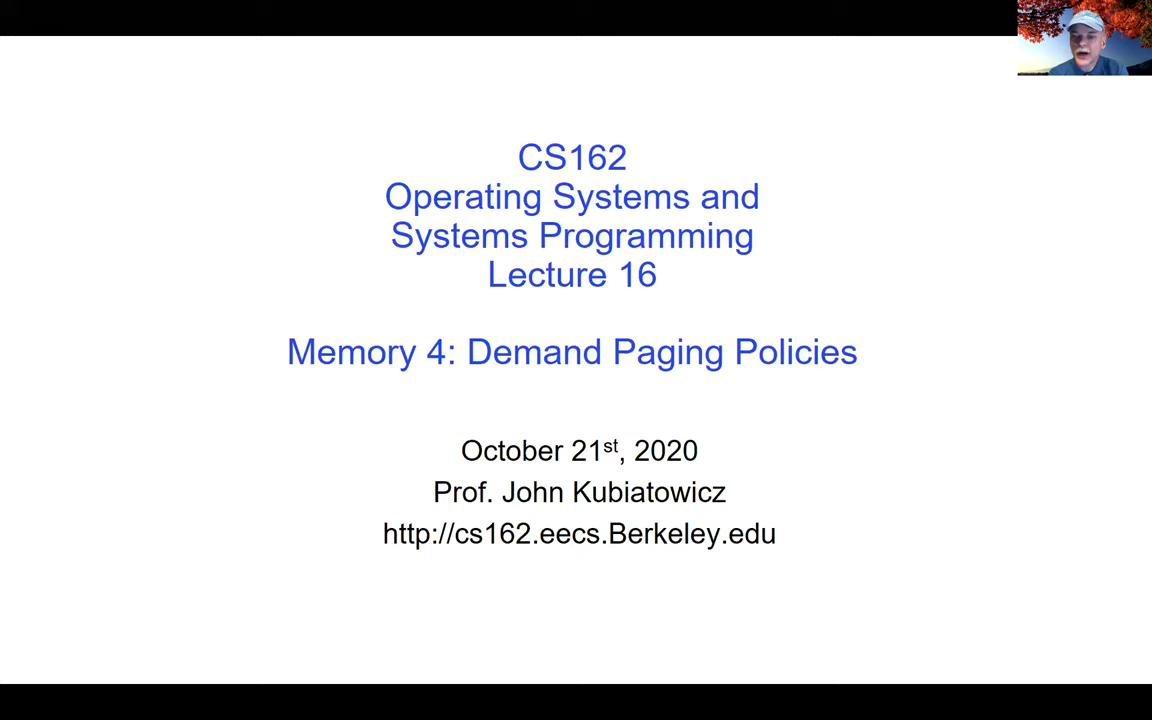 CS162
Operating Systems and
Systems Programming
Lecture 16
Memory 4: Demand Paging Policies
October 21st, 2020
Prof. John Kubiatowicz
http://cs162.eecs.Berkeley.edu